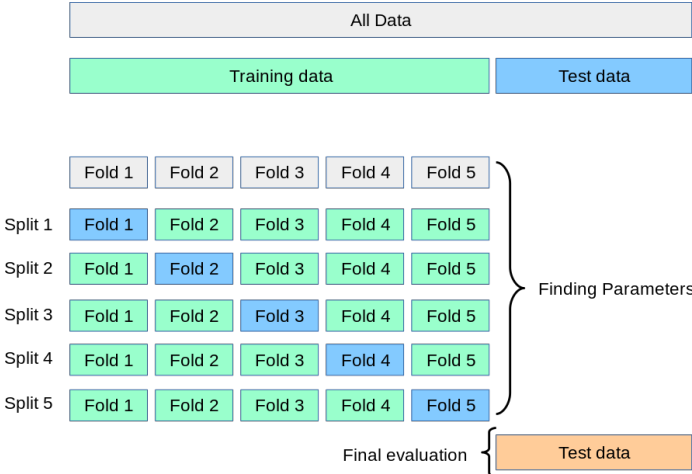 All Data
Training data Test data
Fold 1 Fold 2 Fold 3 Fold 4 Fold 5
Split 1 Fold 1 Fold 2 Fold 3 Fold 4 Fold 5
Split 2 Fold 1 Fold 2 Fold 3 Fold 4 Fold 5
Finding Parameters
Split 3 Fold 1 Fold 2 Fold 3 Fold 4 Fold 5
Split 4 Fold 1 Fold 2 Fold 3 Fold 4 Fold 5
Split 5 Fold 1 Fold 2 Fold 3 Fold 4 Fold 5
Final evaluation Test data